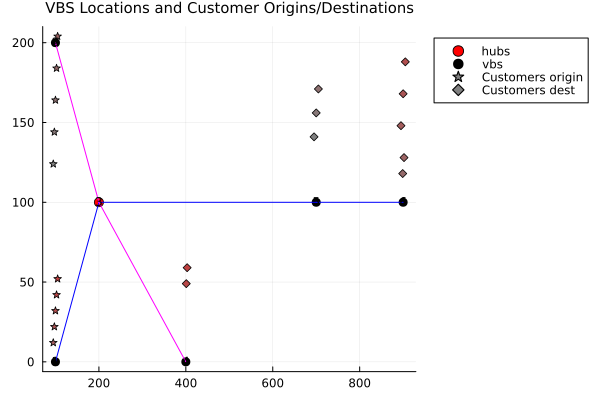 VBS Locations and Customer Origins/Destinations
200
150
100
50
0
200
400
600
800
hubs
vbs
Customers origin
Customers dest